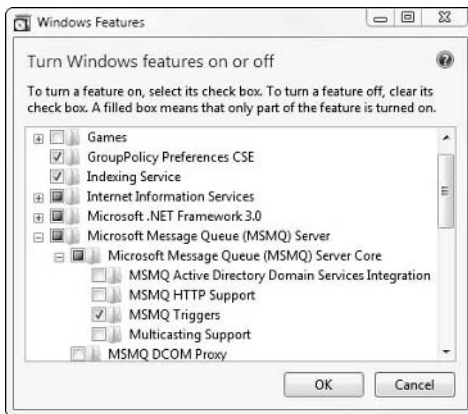 Windows Features
Turn Windows features on or off
To turn a feature on, select its check box. To turn a feature off, clear its
check box. A filled box means that only part of the feature is turned on.
Games
GroupPolicy Preferences CSE
Indexing Service
Internet Information Services
Microsoft .NET Framework 3.0
Microsoft Message Queue (MSMQ) Server
Microsoft Message Queue (MSMQ) Server Core
MSMQ Active Directory Domain Services Integration
MSMQ HTTP Support
MSMQ Triggers
Multicasting Support
MSMQ DCOM Proxy
OK
Cancel